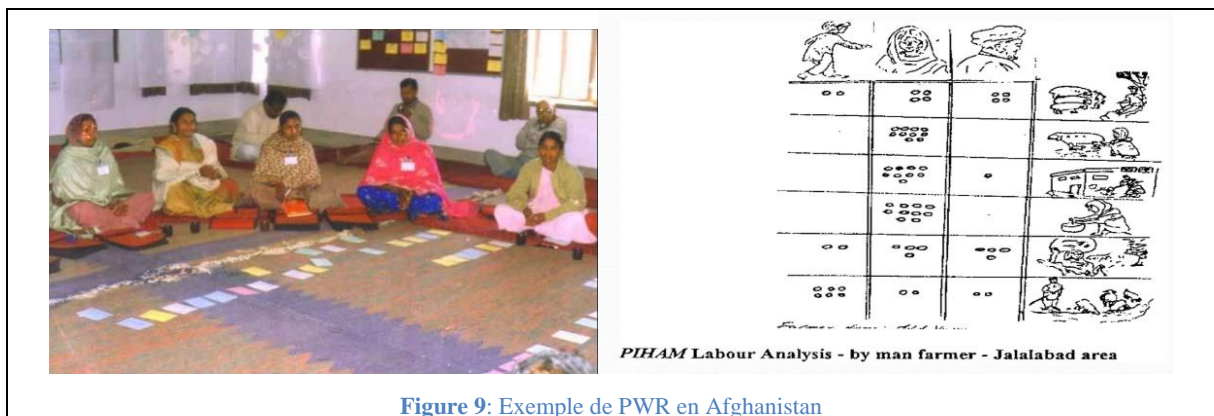 PIHAM Labour Analysis - by man farmer - Jalalabad area
Figure 9: Exemple de PWR en Afghanistan